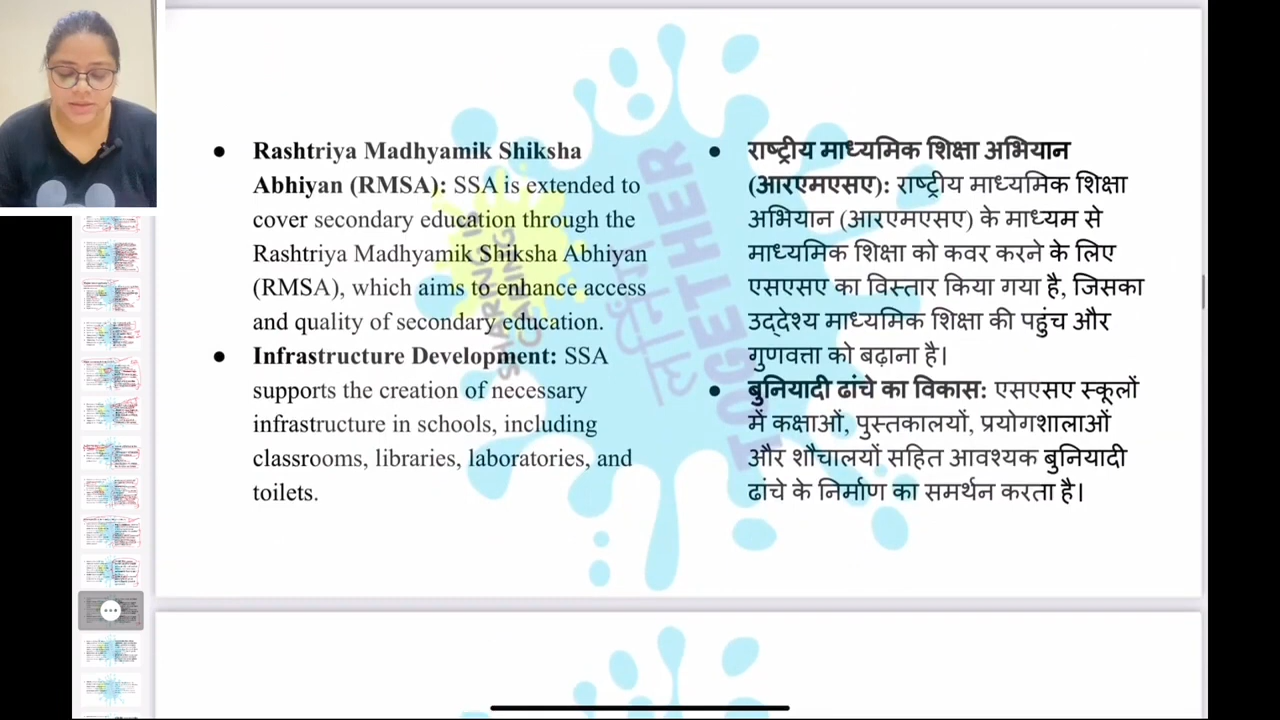 ● Rashtriya Madhyamik Shiksha
Abhiyan (RMSA): SSA is extended to
cover secondary education through the
Rashtriya Madhyamik Shiksha Abhiyan
(RMSA), which aims to enhance access
and quality of secondary education.
● Infrastructure Development: SSA
supports the creation of necessary
infrastructure in schools, including
classrooms, libraries, laboratories, and
toilets.
● राष्ट्रीय माध्यमिक शिक्षा अभियान
(आरएमएसए): राष्ट्रीय माध्यमिक शिक्षा
अभियान (आरएमएसए) के माध्यम से
माध्यमिक शिक्षा को कवर करने के लिए
एसएसए का विस्तार किया गया है, जिसका
उद्देश्य माध्यमिक शिक्षा की पहुंच और
गुणवत्ता को बढ़ाना है।
● बुनियादी ढांचे का विकास: एसएसए स्कूलों
में कक्षाओं, पुस्तकालयों, प्रयोगशालाओं
और शौचालयों सहित आवश्यक बुनियादी
ढांचे के निर्माण का समर्थन करता है।